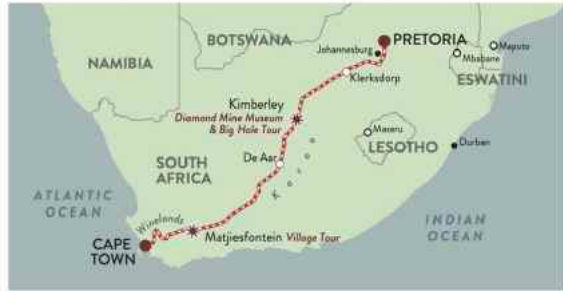 BOTSWANA
NAMIBIA
Johannesburg
PRETORIA
Maputo
Mbabane
Klerksdorp
ESWATINI
Kimberley
Diamond Mine Museum
& Big Hole Tour
Maseru
Durban
LESOTHO
De Aar
SOUTH
AFRICA
Karoo
ATLANTIC
OCEAN
INDIAN
OCEAN
Winelands
CAPE
TOWN
Matjiesfontein Village Tour